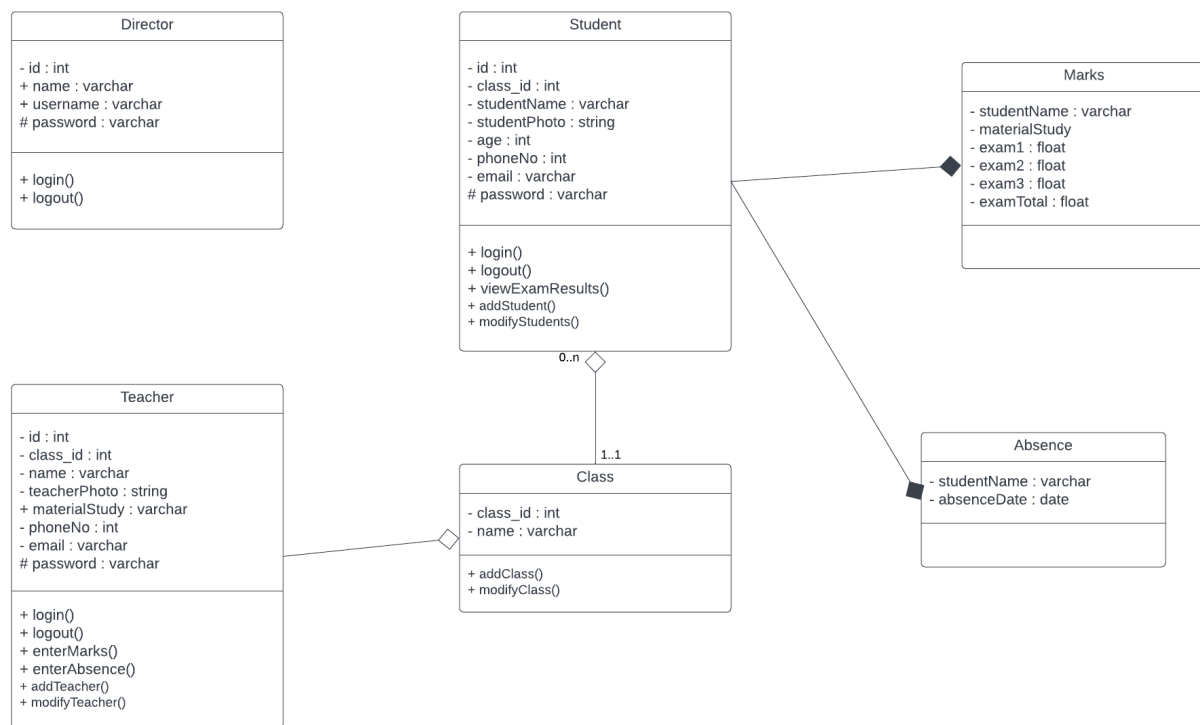 Director
- id : int
+ name : varchar
+ username : varchar
# password : varchar
+ login()
+ logout()
Student
- id : int
- class_id : int
- studentName : varchar
- studentPhoto : string
- age : int
- phoneNo : int
- email : varchar
# password : varchar
+ login()
+ logout()
+ viewExamResults()
+ addStudent()
+ modifyStudents()
Marks
- studentName : varchar
- materialStudy
- exam1 : float
- exam2 : float
- exam3 : float
- examTotal : float
0..n
1..1
Teacher
- id : int
- class_id : int
- name : varchar
- teacherPhoto : string
+ materialStudy : varchar
- phoneNo : int
- email : varchar
# password : varchar
+ login()
+ logout()
+ enterMarks()
+ enterAbsence()
+ addTeacher()
+ modifyTeacher()
Class
- class_id : int
- name : varchar
+ addClass()
+ modifyClass()
Absence
- studentName : varchar
- absenceDate : date